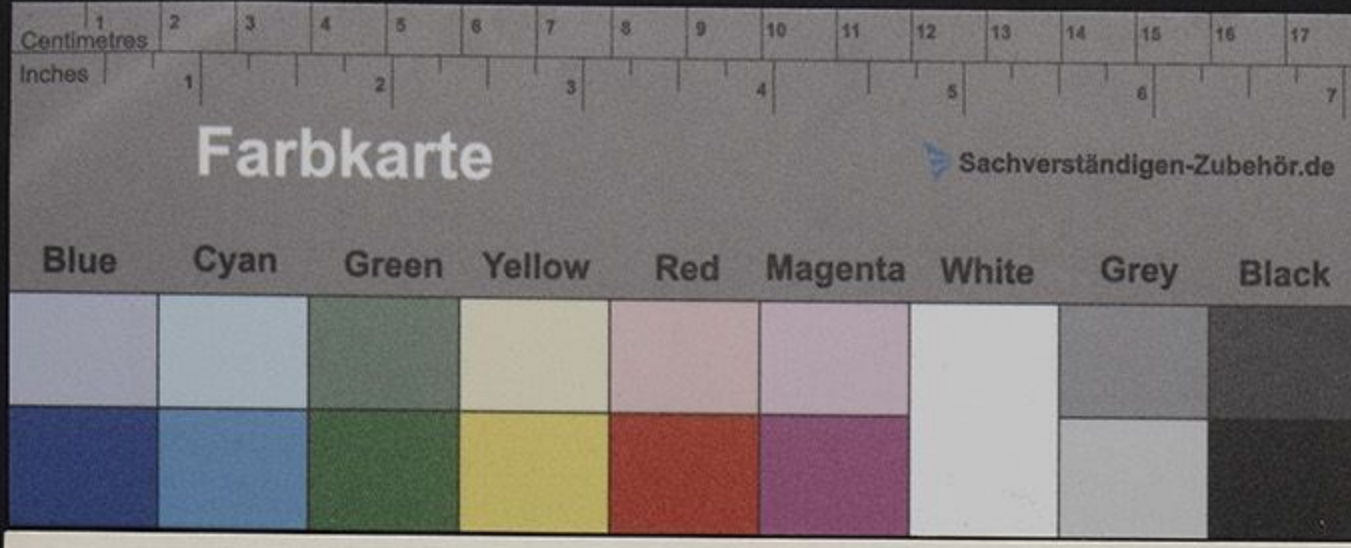 1 2 3 4 5 6 7 8 9 10 11 12 13 14 15 16 17
Centimetres
Inches
1 2 3 4 5 6 7
Farbkarte
Sachverständigen-Zubehör.de
Blue Cyan Green Yellow Red Magenta White Grey Black